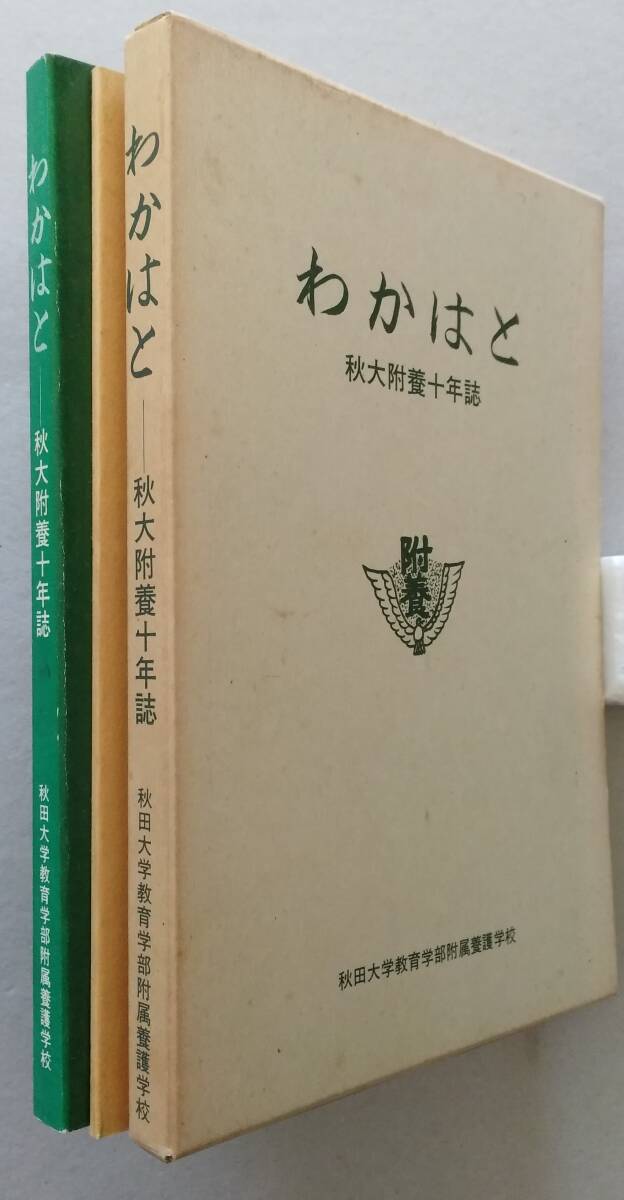 わかはと――秋大附養十年誌
秋田大学教育学部附属養護学校
わかはと――秋大附養十年誌
秋田大学教育学部附属養護学校
わかはと
秋大附養十年誌
附
養
秋田大学教育学部附属養護学校